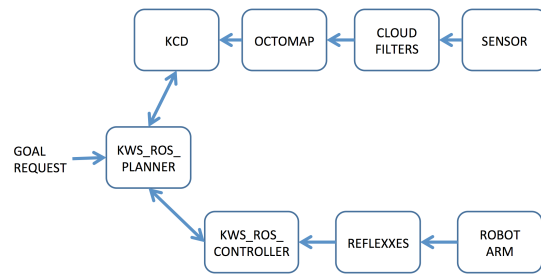 KCD
OCTOMAP
CLOUD
FILTERS
SENSOR
GOAL
REQUEST
KWS_ROS_
PLANNER
KWS_ROS_
CONTROLLER
REFLEXXES
ROBOT
ARM